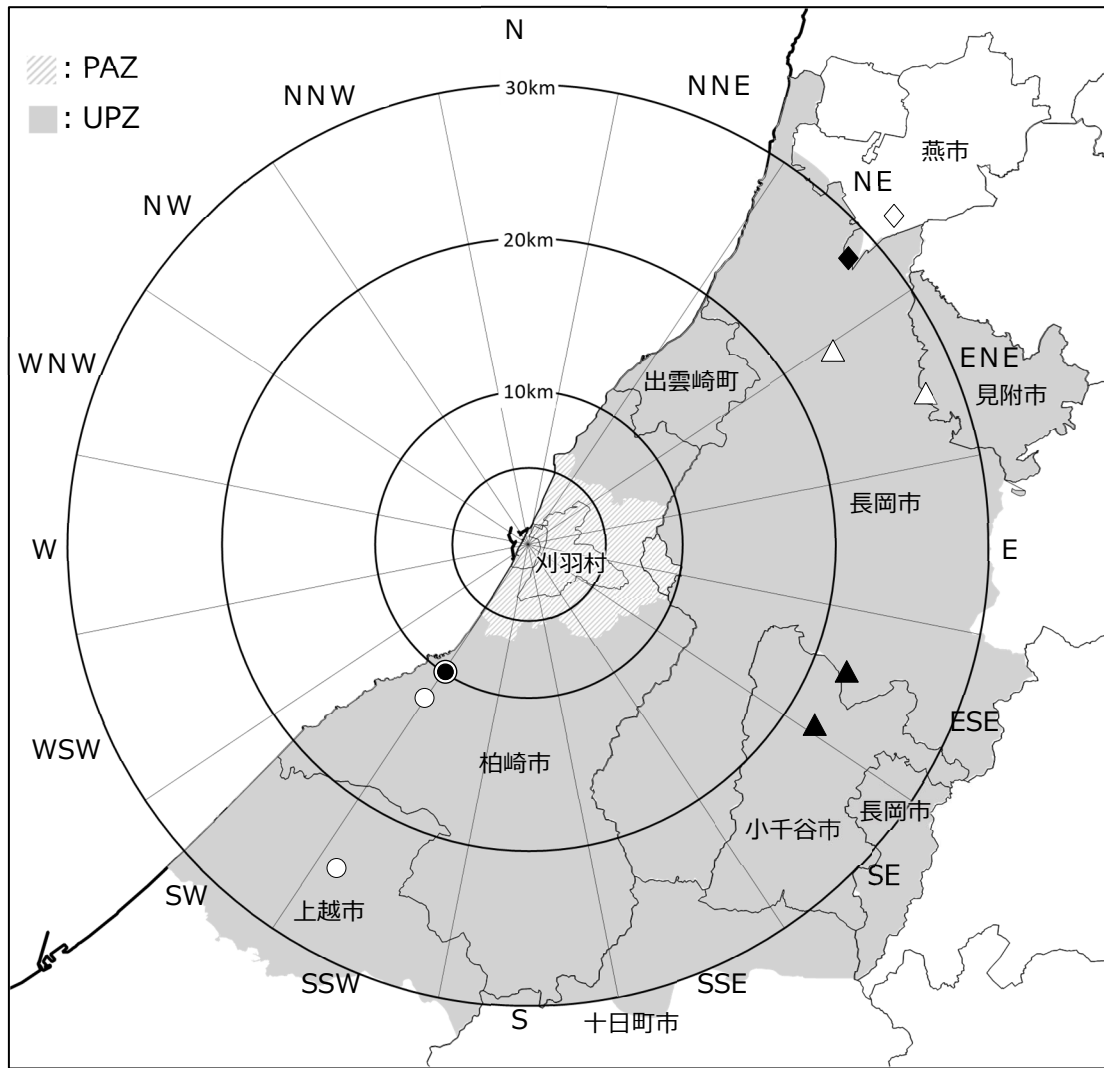 N
: PAZ
: UPZ
30km
NNW
NNE
燕市
NE
NW
20km
WNW
ENE
見附市
出雲崎町
10km
長岡市
W
刈羽村
E
ESE
WSW
柏崎市
長岡市
小千谷市
SE
SW
上越市
SSW
SSE
S
十日町市